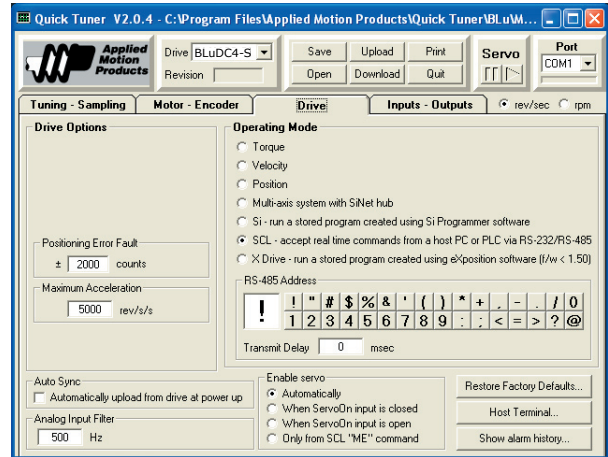 Quick Tuner V2.0.4 - C:\Program Files\Applied Motion Products\Quick Tuner\BLu\M...
Applied Motion Products
Drive BLuDC4-S
Revision
Save Upload Print
Open Download Quit
Servo
Port
COM1
Tuning - Sampling Motor - Encoder Drive Inputs - Outputs rev/sec rpm
Drive Options
Positioning Error Fault
± 2000 counts
Maximum Acceleration
5000 rev/s/s
Operating Mode
Torque
Velocity
Position
Multi-axis system with SiNet hub
Si - run a stored program created using Si Programmer software
SCL - accept real time commands from a host PC or PLC via RS-232/RS-485
X Drive - run a stored program created using eXposition software (f/w < 1.50)
RS-485 Address
!
! " # $ % & ' ( ) * + , - . / 0
1 2 3 4 5 6 7 8 9 : ; < = > ? @
Transmit Delay 0 msec
Auto Sync
Automatically upload from drive at power up
Analog Input Filter
500 Hz
Enable servo
Automatically
When ServoOn input is closed
When ServoOn input is open
Only from SCL "ME" command
Restore Factory Defaults...
Host Terminal...
Show alarm history...